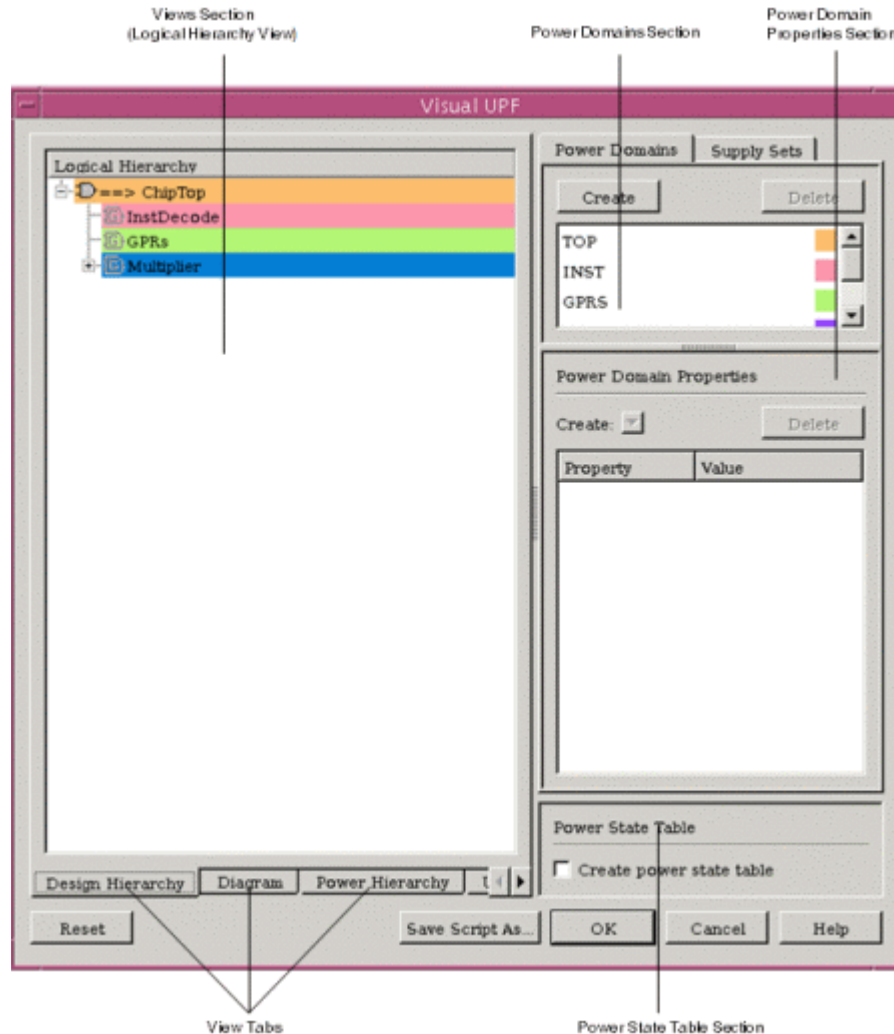 Views Section
(Logical Hierarchy View)
Power Domains Section
Power Domain
Properties Section
Visual UPF
Logical Hierarchy
==> ChipTop
InstDecode
GPRs
Multiplier
Power Domains
Supply Sets
Create
Delete
TOP
INST
GPRS
Power Domain Properties
Create:
Delete
Property
Value
Power State Table
Create power state table
Design Hierarchy
Diagram
Power Hierarchy
Reset
Save Script As...
OK
Cancel
Help
View Tabs
Power State Table Section